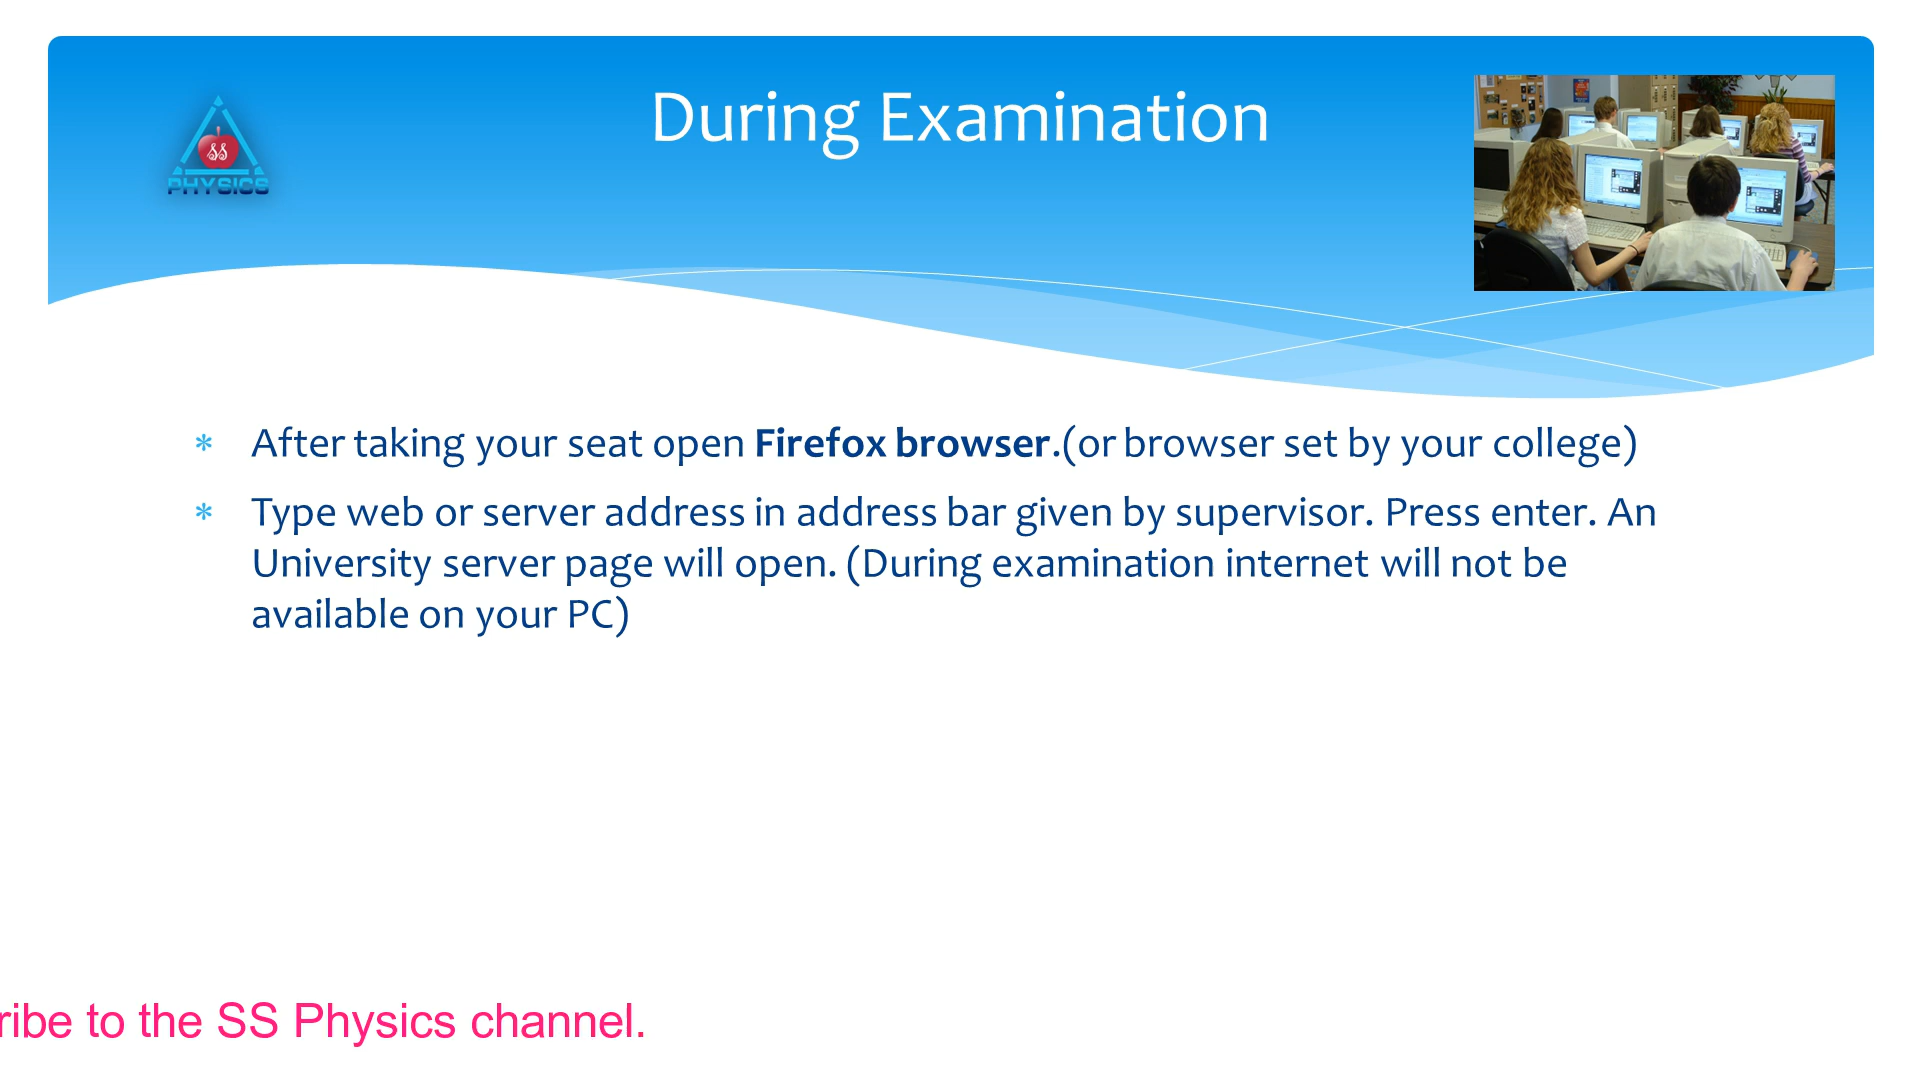 During Examination
SS
PHYSICS
* After taking your seat open Firefox browser.(or browser set by your college)
* Type web or server address in address bar given by supervisor. Press enter. An
University server page will open. (During examination internet will not be
available on your PC)
ribe to the SS Physics channel.